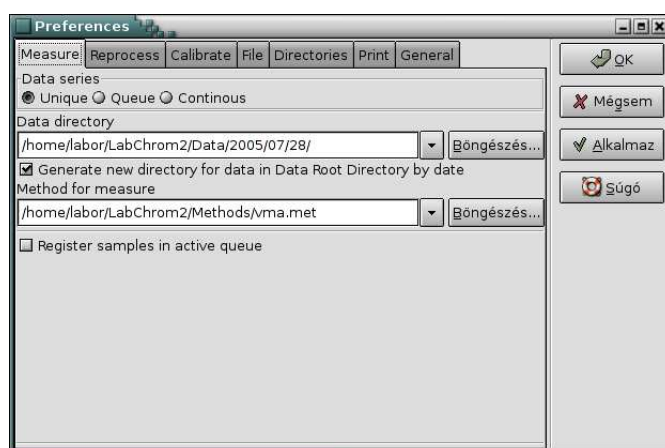 Preferences
Measure Reprocess Calibrate File Directories Print General
Data series
Unique Queue Continous
Data directory
/home/labor/LabChrom2/Data/2005/07/28/ Böngészés...
Generate new directory for data in Data Root Directory by date
Method for measure
/home/labor/LabChrom2/Methods/vma.met Böngészés...
Register samples in active queue
OK
Mégsem
Alkalmaz
Súgó